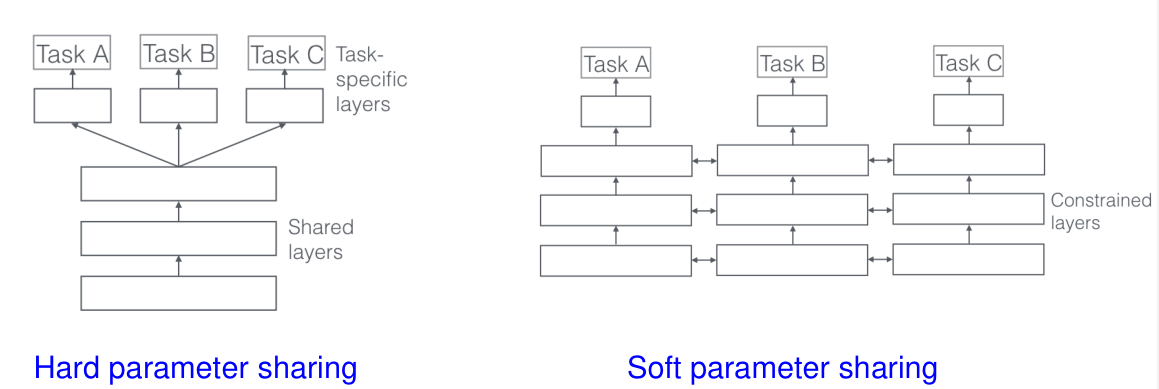 Task A
Task B
Task C
Task-
specific
layers
Shared
layers
Hard parameter sharing
Task A
Task B
Task C
Constrained
layers
Soft parameter sharing